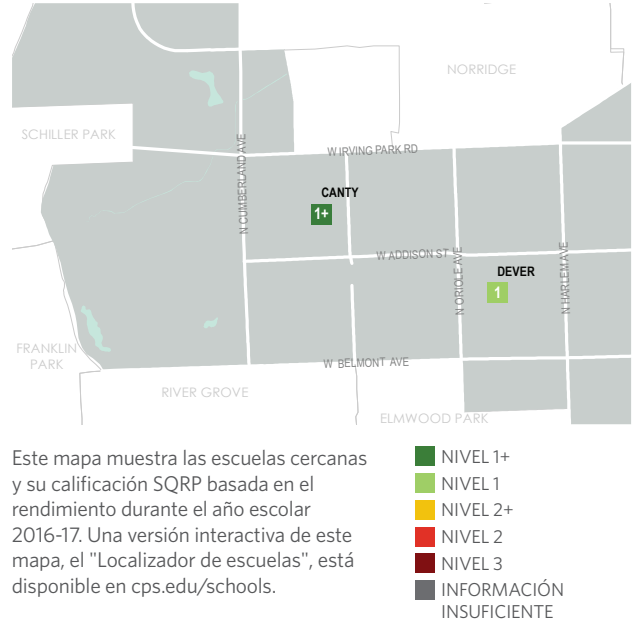 NORRIDGE
SCHILLER PARK
W IRVING PARK RD
N CUMBERLAND AVE
CANTY
1+
W ADDISON ST
N ORIOLE AVE
DEVER
1
N HARLEM AVE
FRANKLIN
PARK
W BELMONT AVE
RIVER GROVE
ELMWOOD PARK
Este mapa muestra las escuelas cercanas
y su calificación SQRP basada en el
rendimiento durante el año escolar
2016-17. Una versión interactiva de este
mapa, el "Localizador de escuelas", está
disponible en cps.edu/schools.
NIVEL 1+
NIVEL 1
NIVEL 2+
NIVEL 2
NIVEL 3
INFORMACIÓN
INSUFICIENTE